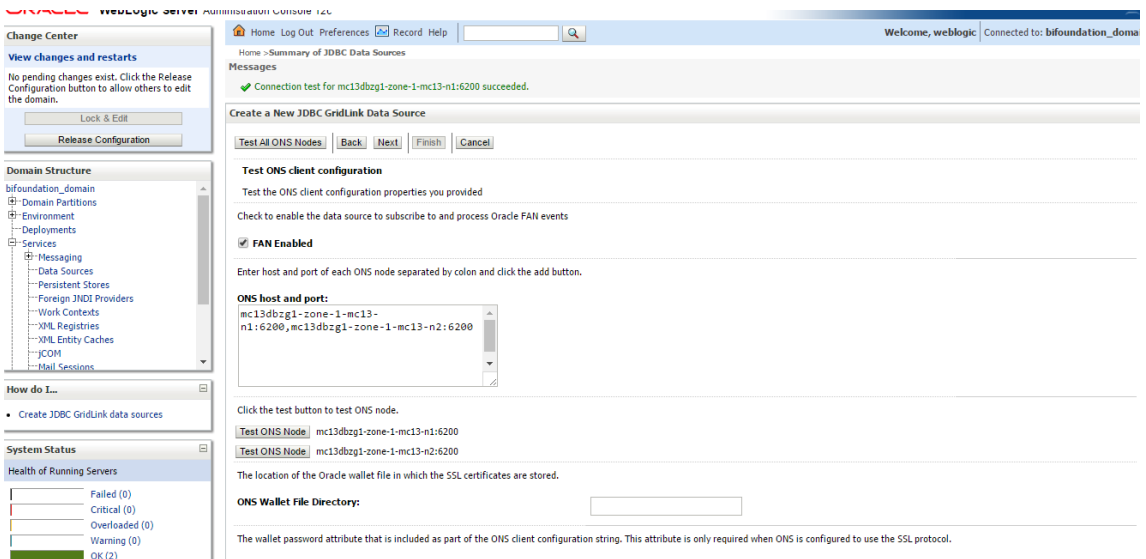 ORACLE WebLogic Server Administration Console 12c
Change Center
View changes and restarts
No pending changes exist. Click the Release
Configuration button to allow others to edit
the domain.
Lock & Edit
Release Configuration
Domain Structure
bifoundation_domain
Domain Partitions
Environment
Deployments
Services
Messaging
Data Sources
Persistent Stores
Foreign JNDI Providers
Work Contexts
XML Registries
XML Entity Caches
jCOM
Mail Sessions
How do I...
Create JDBC GridLink data sources
System Status
Health of Running Servers
Failed (0)
Critical (0)
Overloaded (0)
Warning (0)
OK (2)
Home Log Out Preferences Record Help
Welcome, weblogic Connected to: bifoundation_doma
Home >Summary of JDBC Data Sources
Messages
Connection test for mc13dbzg1-zone-1-mc13-n1:6200 succeeded.
Create a New JDBC GridLink Data Source
Test All ONS Nodes Back Next Finish Cancel
Test ONS client configuration
Test the ONS client configuration properties you provided
Check to enable the data source to subscribe to and process Oracle FAN events
FAN Enabled
Enter host and port of each ONS node separated by colon and click the add button.
ONS host and port:
mc13dbzg1-zone-1-mc13-
n1:6200,mc13dbzg1-zone-1-mc13-n2:6200
Click the test button to test ONS node.
Test ONS Node mc13dbzg1-zone-1-mc13-n1:6200
Test ONS Node mc13dbzg1-zone-1-mc13-n2:6200
The location of the Oracle wallet file in which the SSL certificates are stored.
ONS Wallet File Directory:
The wallet password attribute that is included as part of the ONS client configuration string. This attribute is only required when ONS is configured to use the SSL protocol.